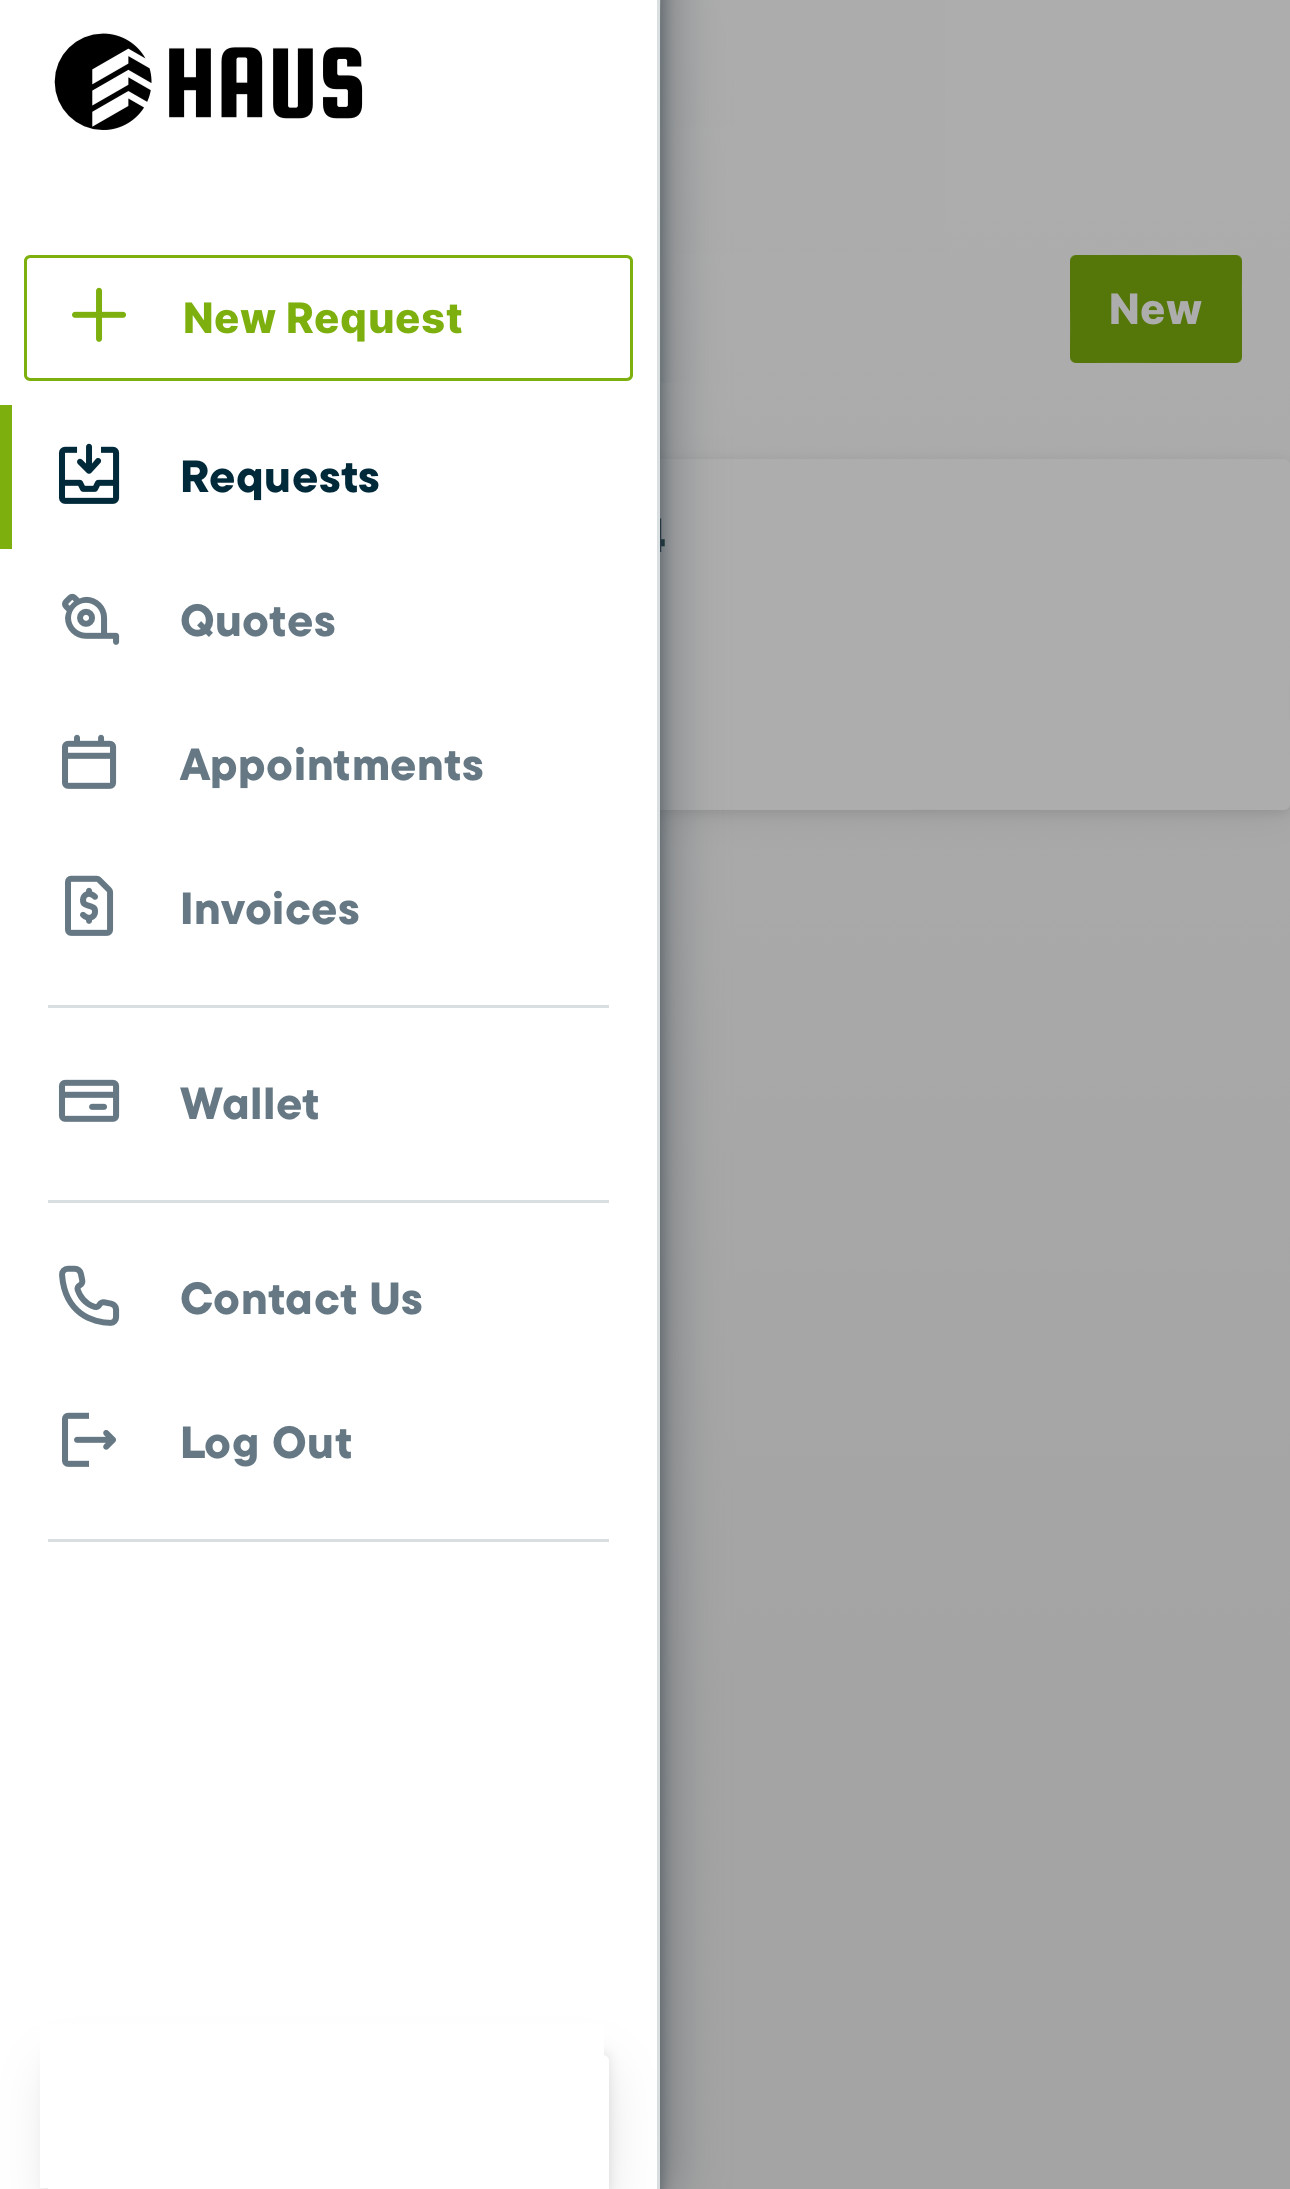 HAUS
New Request
New
Requests
Quotes
Appointments
Invoices
Wallet
Contact Us
Log Out